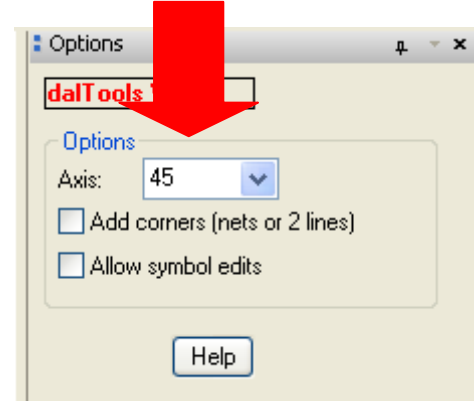 Options
dalTools
Options
Axis: 45
Add corners (nets or 2 lines)
Allow symbol edits
Help